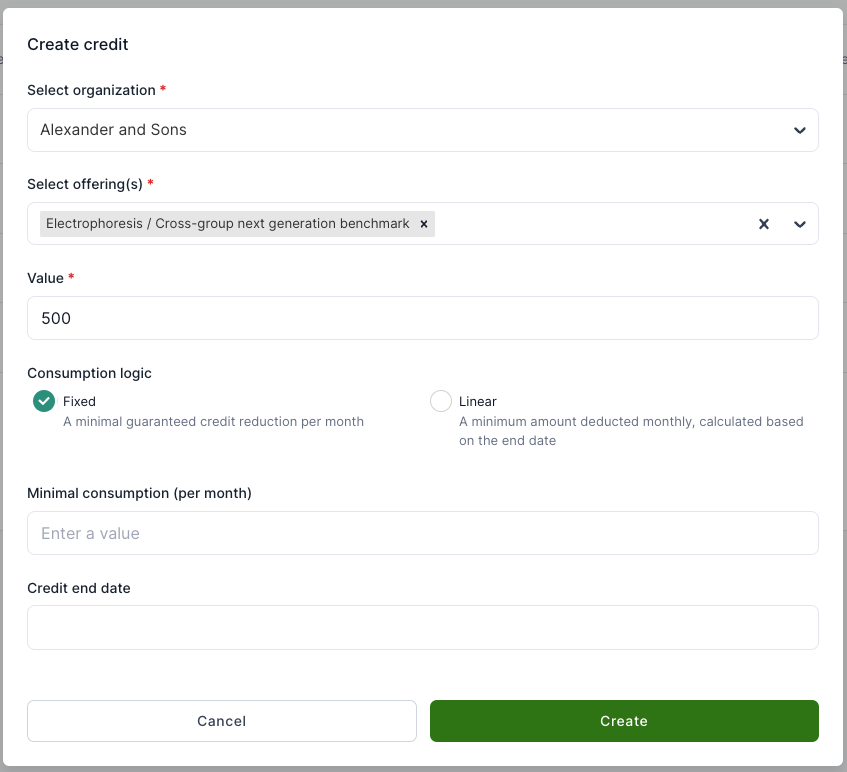 Create credit
Select organization *
Alexander and Sons
Select offering(s) *
Electrophoresis / Cross-group next generation benchmark
Value *
500
Consumption logic
Fixed
A minimal guaranteed credit reduction per month
Linear
A minimum amount deducted monthly, calculated based
on the end date
Minimal consumption (per month)
Enter a value
Credit end date
Cancel
Create